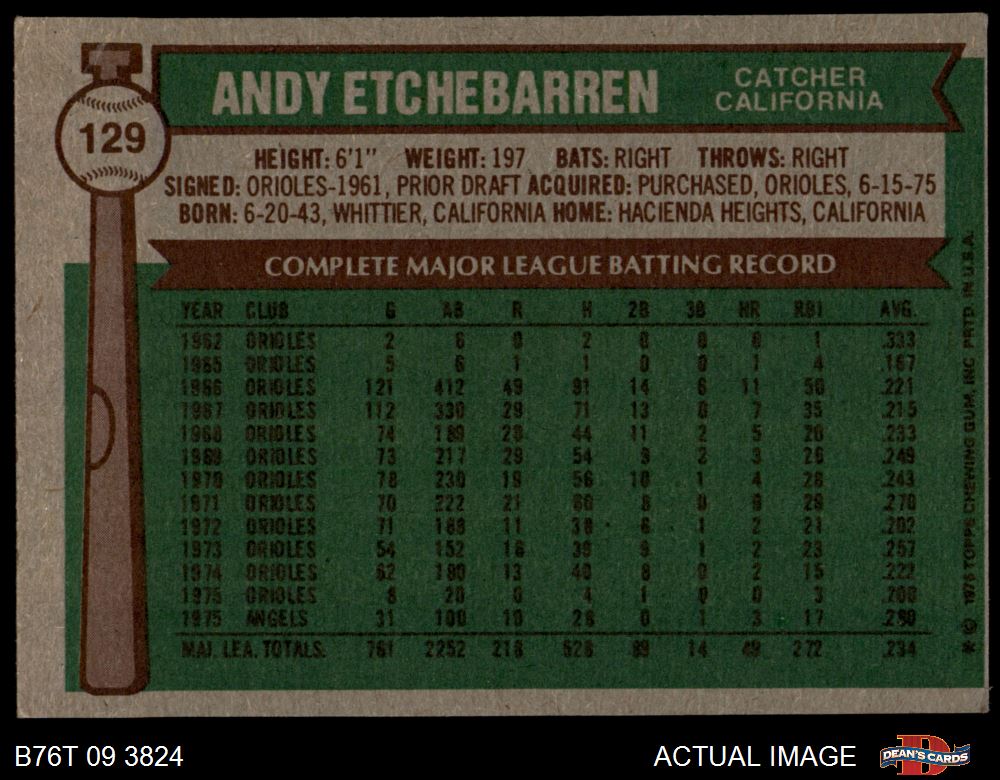 129
ANDY ETCHEBARREN
CATCHER
CALIFORNIA
HEIGHT: 6'1" WEIGHT: 197 BATS: RIGHT THROWS: RIGHT
SIGNED: ORIOLES-1961, PRIOR DRAFT ACQUIRED: PURCHASED, ORIOLES, 6-15-75
BORN: 6-20-43, WHITTIER, CALIFORNIA HOME: HACIENDA HEIGHTS, CALIFORNIA
COMPLETE MAJOR LEAGUE BATTING RECORD
YEAR CLUB G AB R H 2B 3B HR RBI AVG.
1962 ORIOLES 2 6 0 2 0 0 0 1 .333
1965 ORIOLES 5 6 1 1 0 0 1 4 .167
1966 ORIOLES 121 412 49 91 14 6 11 50 .221
1967 ORIOLES 112 330 29 71 13 0 7 35 .215
1968 ORIOLES 74 189 20 44 11 2 5 20 .233
1969 ORIOLES 73 217 29 54 9 2 3 26 .249
1970 ORIOLES 78 230 19 56 10 1 4 28 .243
1971 ORIOLES 70 222 21 60 8 0 9 29 .270
1972 ORIOLES 71 188 11 38 6 1 2 21 .202
1973 ORIOLES 54 152 16 39 9 1 2 23 .257
1974 ORIOLES 62 180 13 40 8 0 2 15 .222
1975 ORIOLES 8 20 0 4 1 0 0 3 .200
1975 ANGELS 31 100 10 28 0 1 3 17 .280
MAJ. LEA. TOTALS. 761 2252 218 528 89 14 49 272 .234
* © 1976 TOPPS CHEWING GUM, INC. PRTD. IN U.S.A.
B76T 09 3824
ACTUAL IMAGE
DEAN'S CARDS